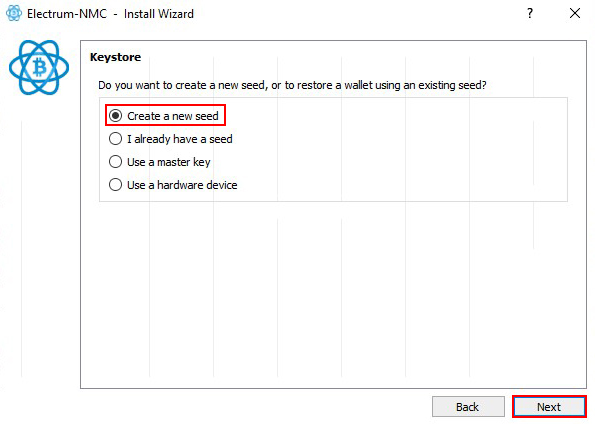 Electrum-NMC - Install Wizard
?
Keystore
Do you want to create a new seed, or to restore a wallet using an existing seed?
Create a new seed
I already have a seed
Use a master key
Use a hardware device
Back
Next